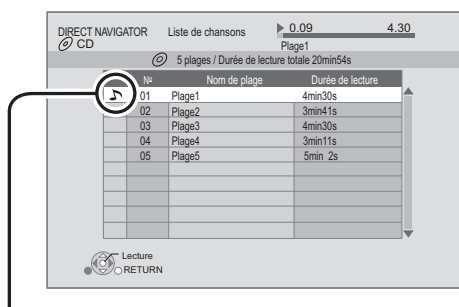 DIRECT NAVIGATOR Liste de chansons 0.09 4.30
CD Plage1
5 plages / Durée de lecture totale 20min54s
№ Nom de plage Durée de lecture
01 Plage1 4min30s
02 Plage2 3min41s
03 Plage3 4min30s
04 Plage4 3min11s
05 Plage5 5min 2s
Lecture
RETURN